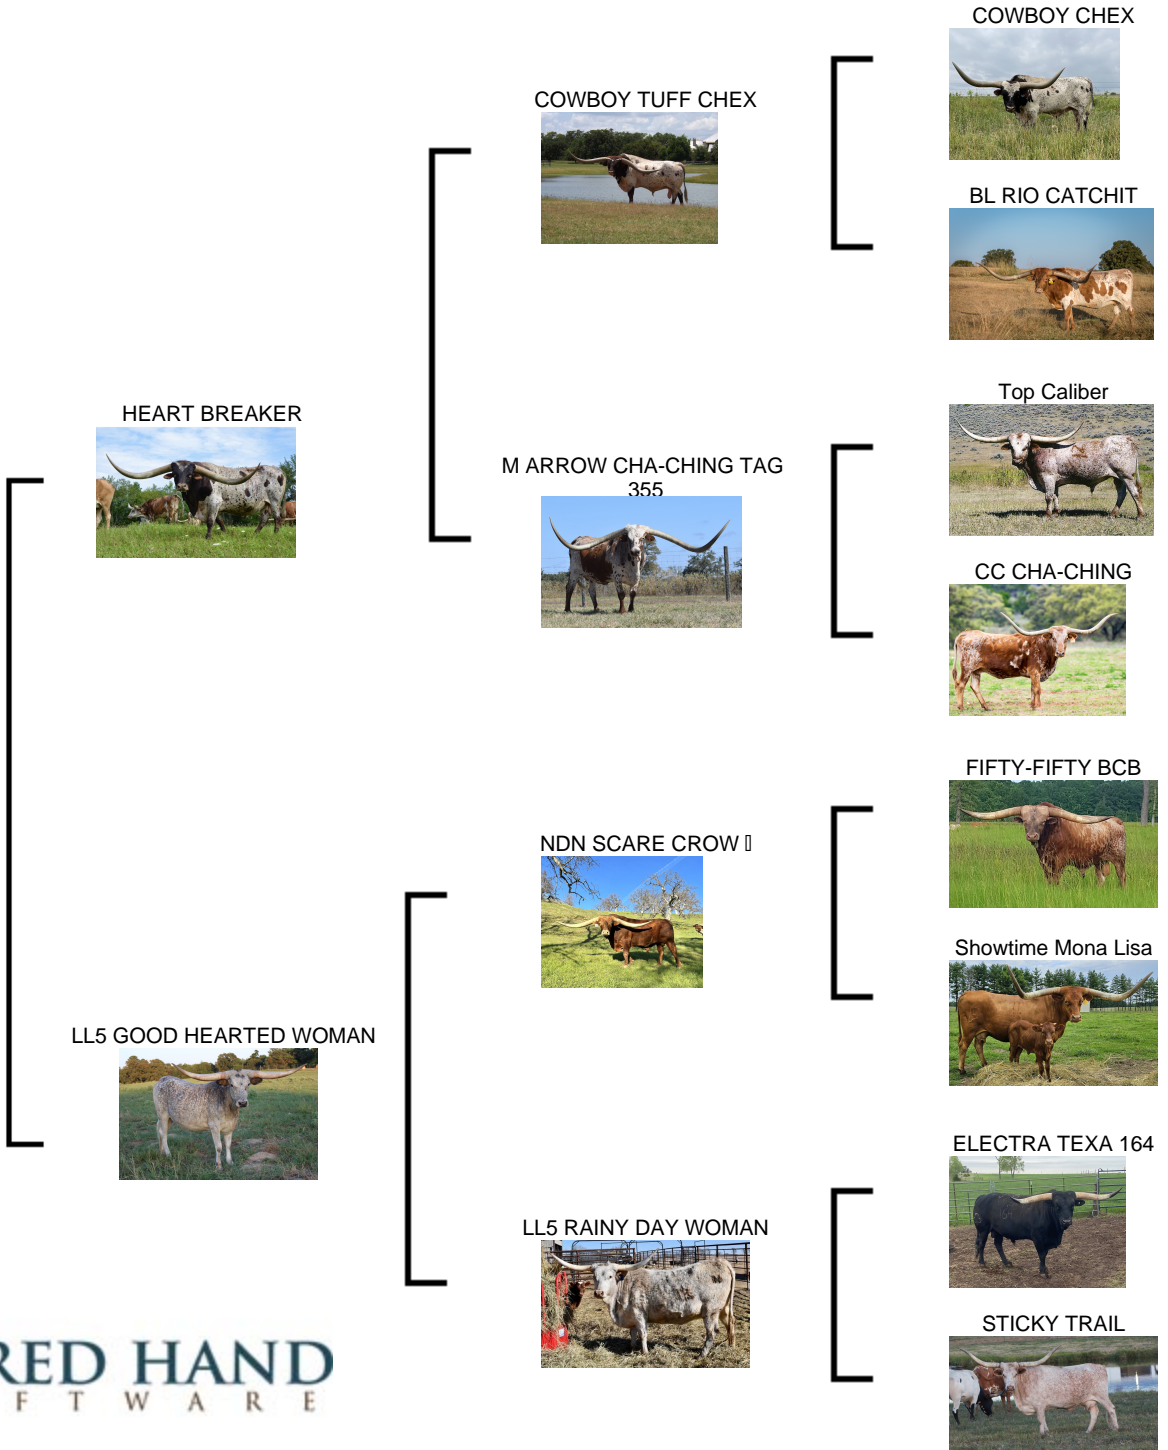 COWBOY CHEX
COWBOY TUFF CHEX
BL RIO CATCHIT
HEART BREAKER
Top Caliber
M ARROW CHA-CHING TAG
355
CC CHA-CHING
FIFTY-FIFTY BCB
NDN SCARE CROW
Showtime Mona Lisa
LL5 GOOD HEARTED WOMAN
ELECTRA TEXA 164
LL5 RAINY DAY WOMAN
STICKY TRAIL
RED HAND
FTWARE